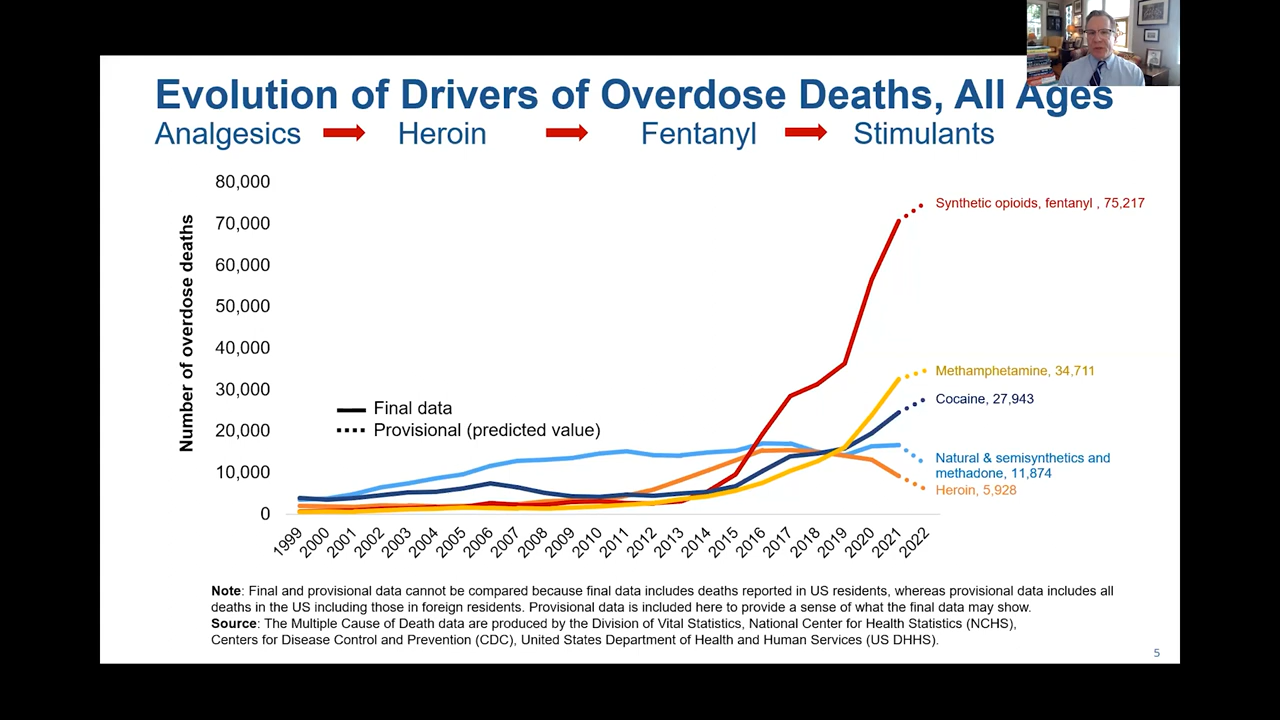 Evolution of Drivers of Overdose Deaths, All Ages
Analgesics Heroin Fentanyl Stimulants
Number of overdose deaths
80,000
70,000
60,000
50,000
40,000
30,000
20,000
10,000
0
Final data
Provisional (predicted value)
Synthetic opioids, fentanyl , 75,217
Methamphetamine, 34,711
Cocaine, 27,943
Natural & semisynthetics and
methadone, 11,874
Heroin, 5,928
1999
2000
2001
2002
2003
2004
2005
2006
2007
2008
2009
2010
2011
2012
2013
2014
2015
2016
2017
2018
2019
2020
2021
2022
Note: Final and provisional data cannot be compared because final data includes deaths reported in US residents, whereas provisional data includes all
deaths in the US including those in foreign residents. Provisional data is included here to provide a sense of what the final data may show.
Source: The Multiple Cause of Death data are produced by the Division of Vital Statistics, National Center for Health Statistics (NCHS),
Centers for Disease Control and Prevention (CDC), United States Department of Health and Human Services (US DHHS).
5